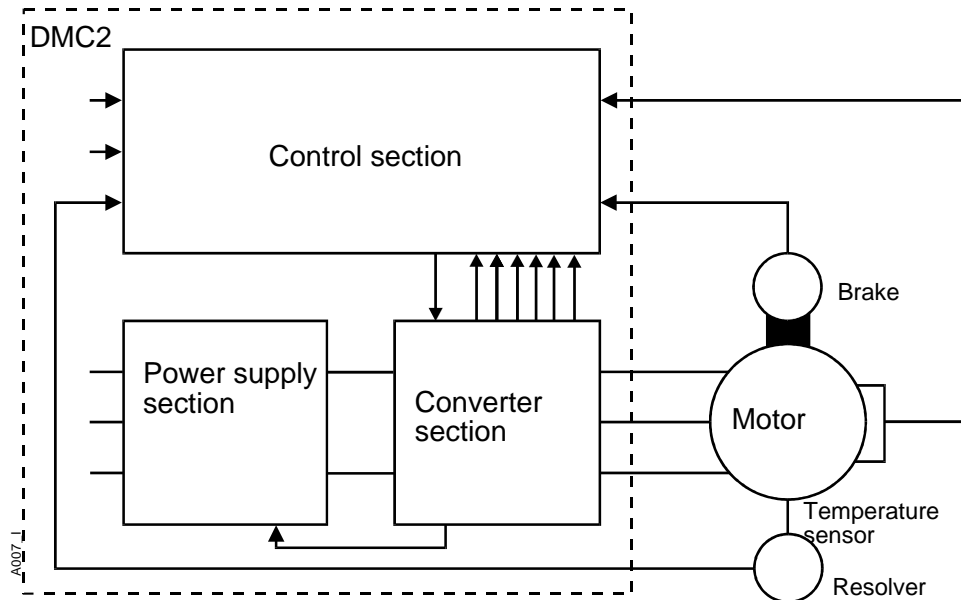 DMC2
Control section
Brake
Power supply
section
Converter
section
Motor
Temperature
sensor
Resolver
A007_I